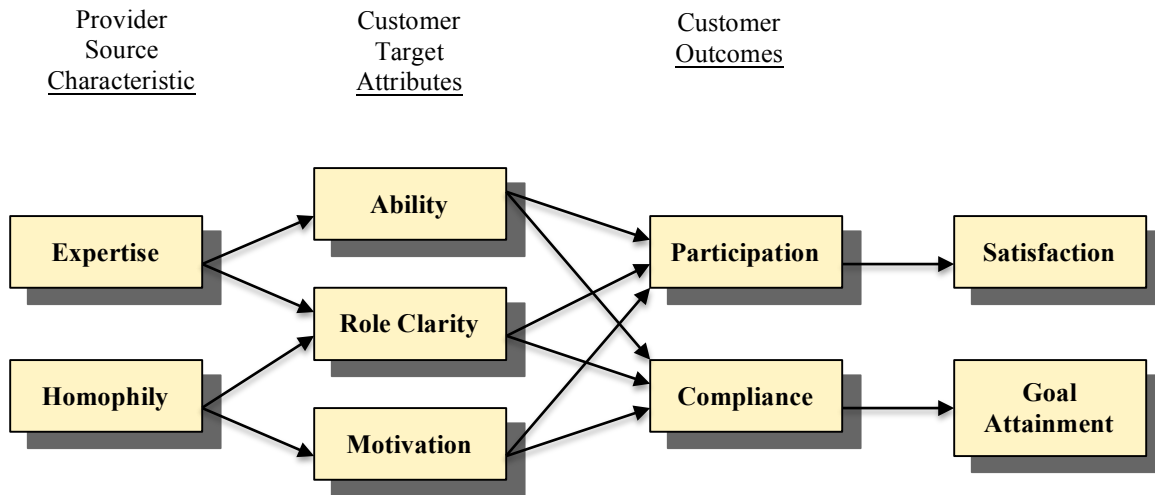 Provider
Source
Characteristic
Customer
Target
Attributes
Customer
Outcomes
Ability
Expertise
Participation
Satisfaction
Role Clarity
Homophily
Compliance
Goal
Attainment
Motivation